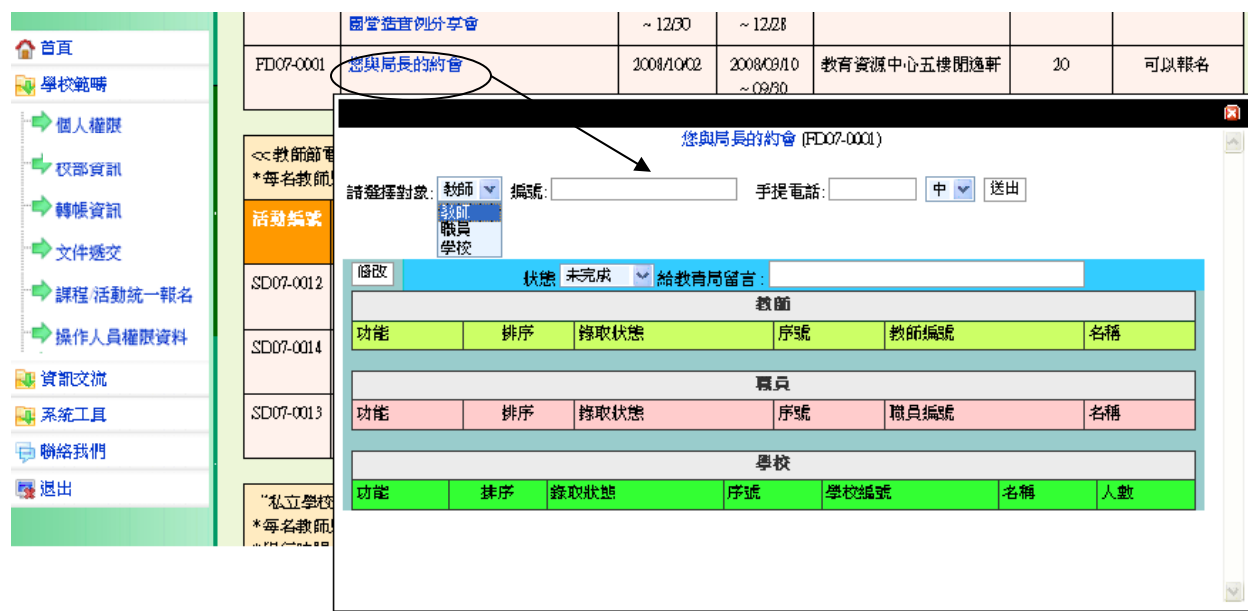 首頁
學校範疇
個人權限
校部資訊
轉帳資訊
文件遞交
課程/活動統一報名
操作人員權限資料
資訊交流
系統工具
聯絡我們
退出
園堂造實例分享會 ~ 12/30 ~ 12/28
FD07-0001 您與局長的約會 2008/10/02 2008/09/10 ~ 09/30 教育資源中心五樓閒逸軒 20 可以報名
<<教師節電
*每名教師
活動編號
SD07-0012
SD07-0014
SD07-0013
"私立學校
*每名教師
您與局長的約會 (FD07-0001)
請選擇對象: 教師 編號: 手提電話: 中 送出
教師
職員
學校
修改 狀態 未完成 給教育局留言 :
教師
功能 排序 錄取狀態 序號 教師編號 名稱
職員
功能 排序 錄取狀態 序號 職員編號 名稱
學校
功能 排序 錄取狀態 序號 學校編號 名稱 人數